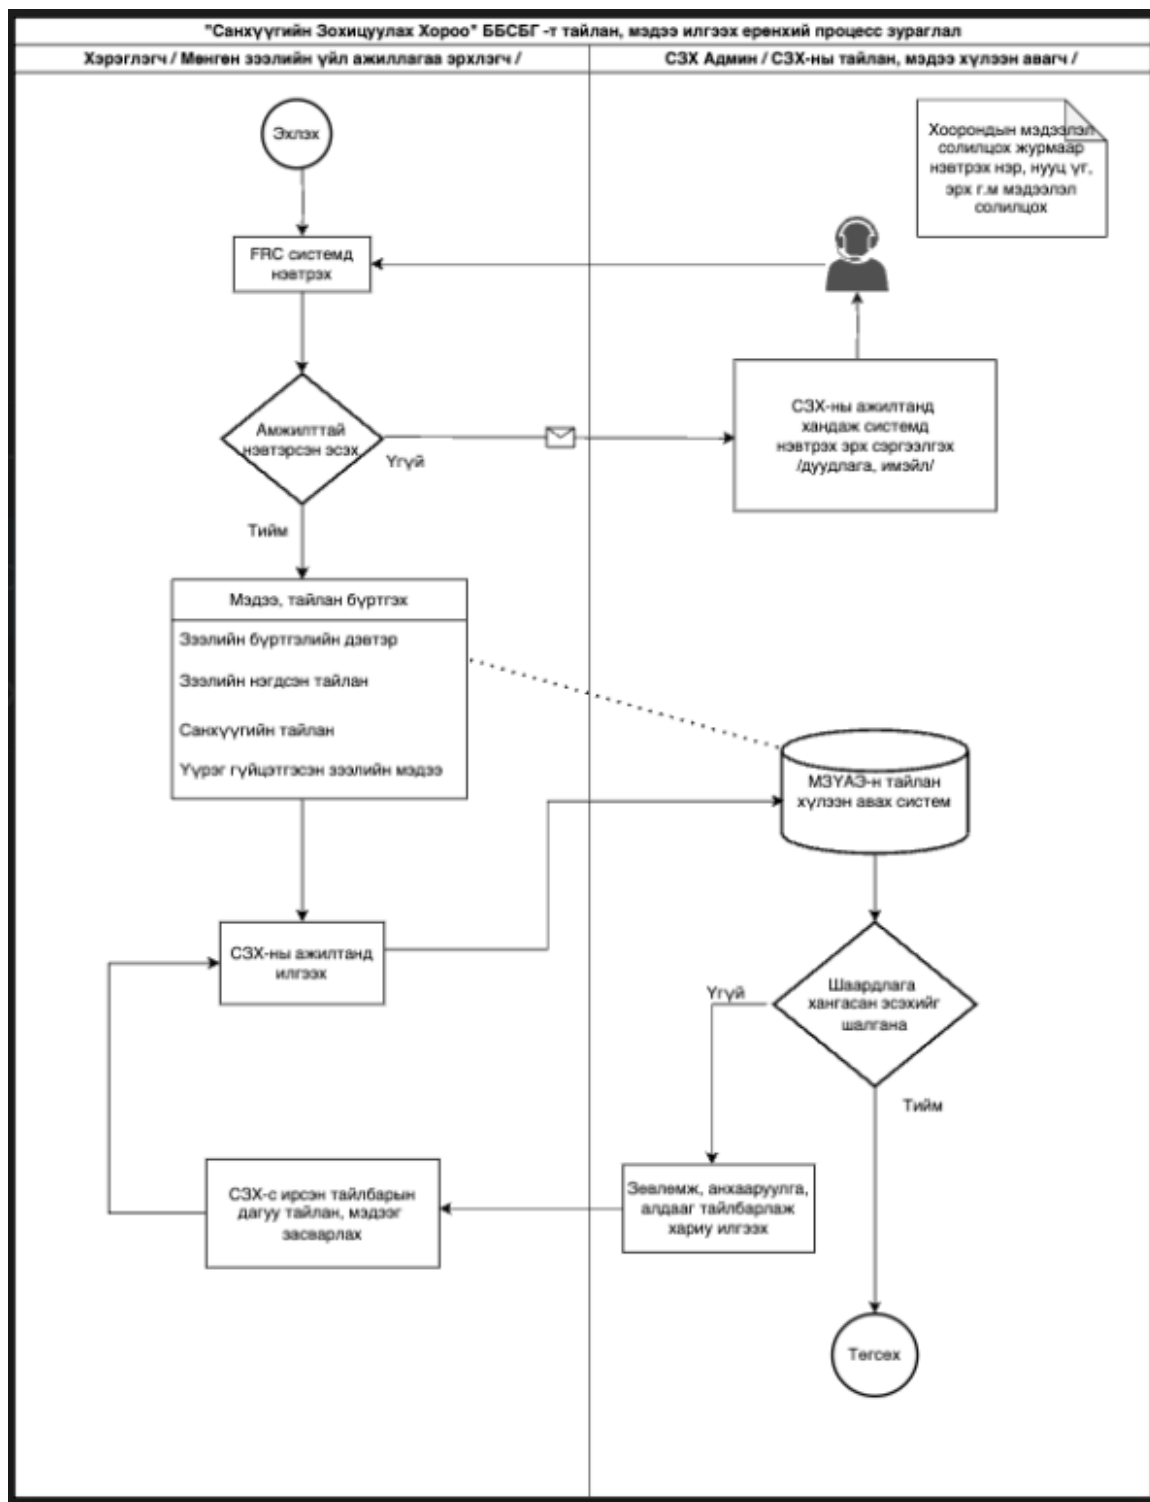 "Санхүүгийн Зохицуулах Хороо" ББСБГ -т тайлан, мэдээ илгээх ерөнхий процесс зураглал
Хэрэглэгч / Мөнгөн зээлийн үйл ажиллагаа эрхлэгч /
СЗХ Админ / СЗХ-ны тайлан, мэдээ хүлээн авагч /
Эхлэх
Хоорондын мэдээлэл
солилцох журмаар
нэвтрэх нэр, нууц үг,
эрх г.м мэдээлэл
солилцох
FRC системд
нэвтрэх
Амжилттай
нэвтэрсэн эсэх
Үгүй
СЗХ-ны ажилтанд
хандаж системд
нэвтрэх эрх сэргээлгэх
/дуудлага, имэйл/
Тийм
Мэдээ, тайлан бүртгэх
Зээлийн бүртгэлийн дэвтэр
Зээлийн нэгдсэн тайлан
Санхүүгийн тайлан
Үүрэг гүйцэтгэсэн зээлийн мэдээ
МЗҮАЭ-н тайлан
хүлээн авах систем
СЗХ-ны ажилтанд
илгээх
Үгүй
Шаардлага
хангасан эсэхийг
шалгана
Тийм
СЗХ-с ирсэн тайлбарын
дагуу тайлан, мэдээг
засварлах
Зөвлөмж, анхааруулга,
алдааг тайлбарлаж
хариу илгээх
Төгсөх